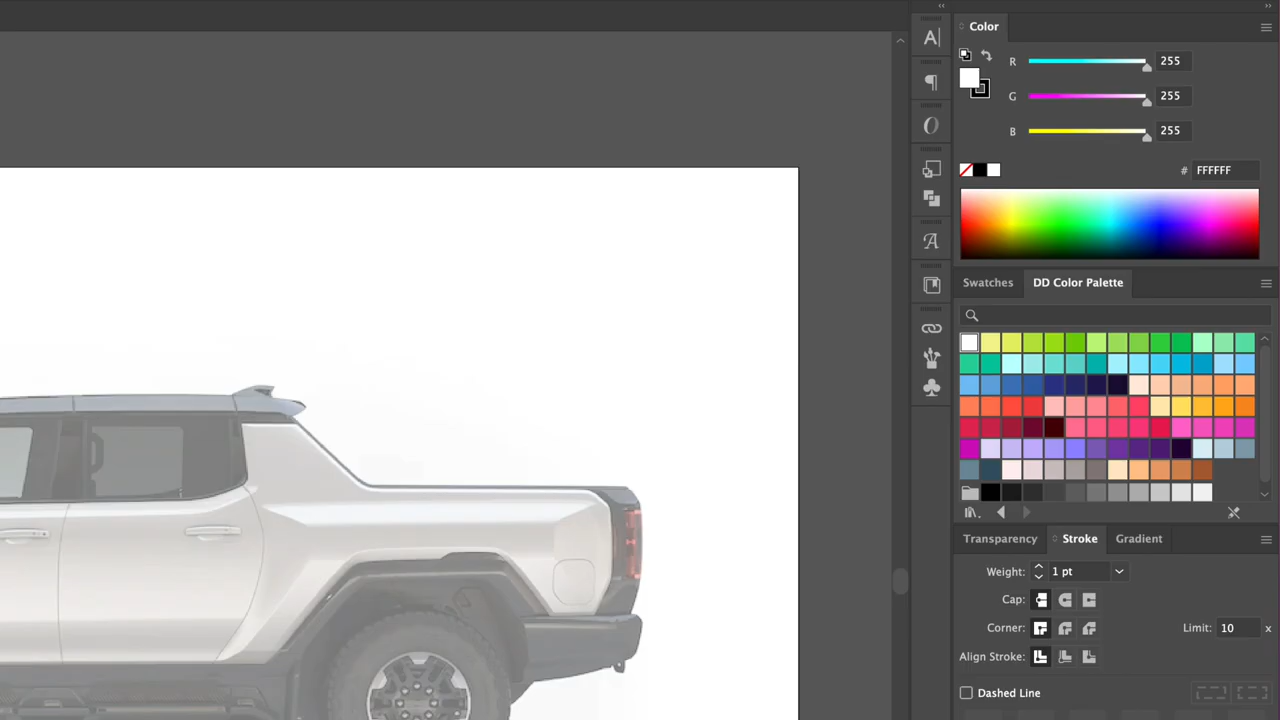 Color
R 255
G 255
B 255
# FFFFFF
Swatches DD Color Palette
Transparency Stroke Gradient
Weight: 1 pt
Cap:
Corner: Limit: 10 x
Align Stroke:
Dashed Line